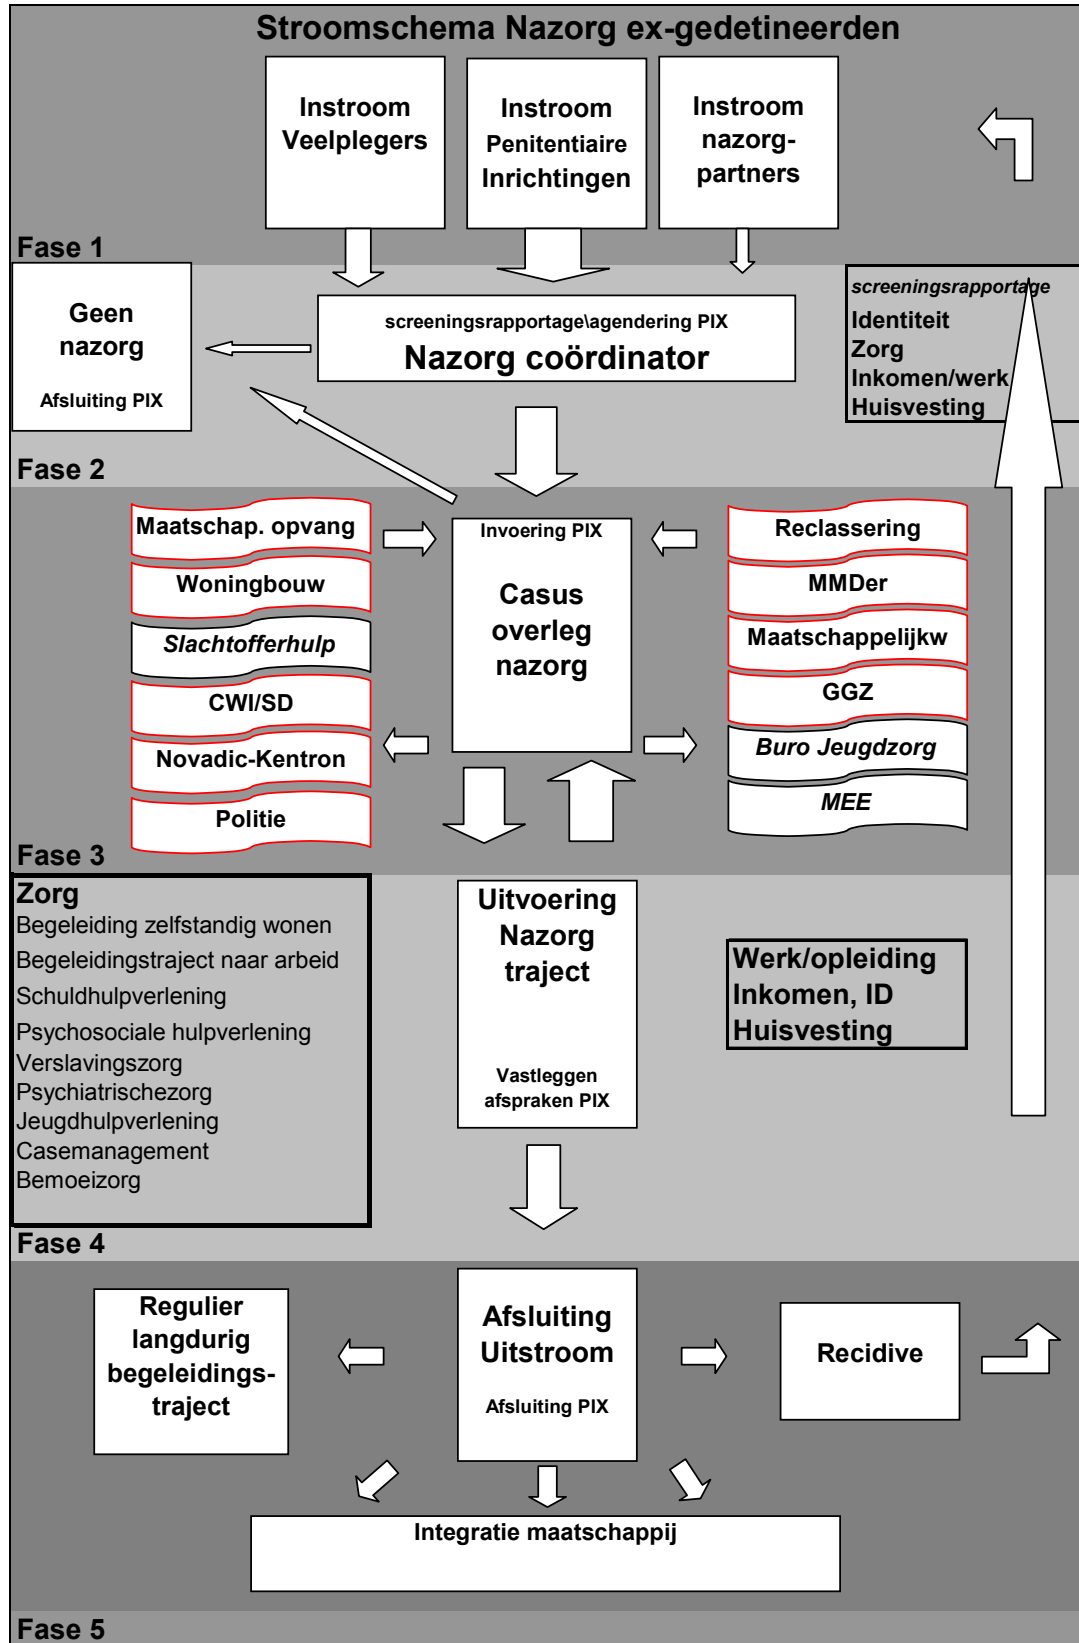 Stroomschema Nazorg ex-gedetineerden
Instroom
Veelplegers
Instroom
Penitentiaire
Inrichtingen
Instroom
nazorg-
partners
Fase 1
Geen
nazorg
Afsluiting PIX
screeningsrapportage\agendering PIX
Nazorg coördinator
screeningsrapportage
Identiteit
Zorg
Inkomen/werk
Huisvesting
Fase 2
Maatschap. opvang
Woningbouw
Slachtofferhulp
CWI/SD
Novadic-Kentron
Politie
Invoering PIX
Casus
overleg
nazorg
Reclassering
MMDer
Maatschappelijkw
GGZ
Buro Jeugdzorg
MEE
Fase 3
Zorg
Begeleiding zelfstandig wonen
Begeleidingstraject naar arbeid
Schuldhulpverlening
Psychosociale hulpverlening
Verslavingszorg
Psychiatrischezorg
Jeugdhulpverlening
Casemanagement
Bemoeizorg
Uitvoering
Nazorg
traject
Vastleggen
afspraken PIX
Werk/opleiding
Inkomen, ID
Huisvesting
Fase 4
Regulier
langdurig
begeleidings-
traject
Afsluiting
Uitstroom
Afsluiting PIX
Recidive
Integratie maatschappij
Fase 5